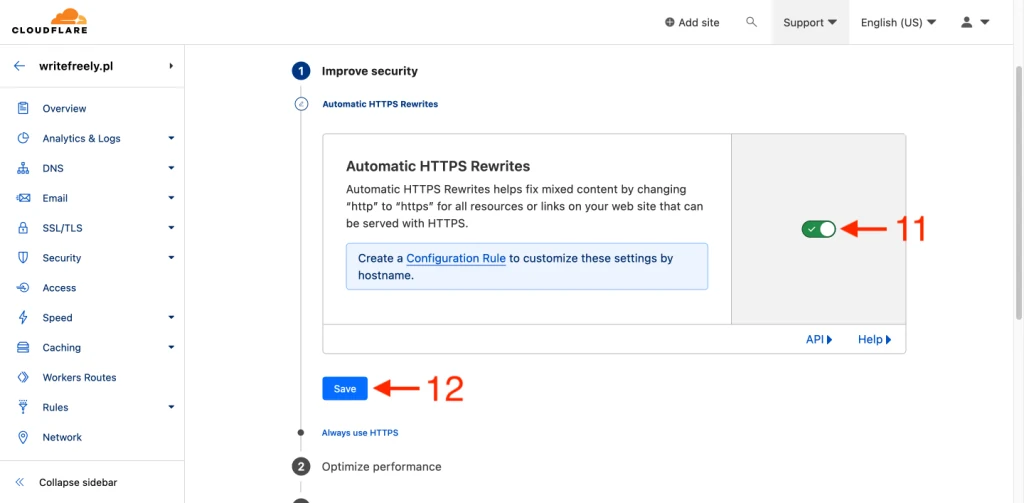 CLOUDFLARE
Add site
Support
English (US)
writefreely.pl
Overview
Analytics & Logs
DNS
Email
SSL/TLS
Security
Access
Speed
Caching
Workers Routes
Rules
Network
Collapse sidebar
1 Improve security
Automatic HTTPS Rewrites
Automatic HTTPS Rewrites
Automatic HTTPS Rewrites helps fix mixed content by changing
“http” to “https” for all resources or links on your web site that can
be served with HTTPS.
Create a Configuration Rule to customize these settings by
hostname.
11
API
Help
Save
12
Always use HTTPS
2 Optimize performance